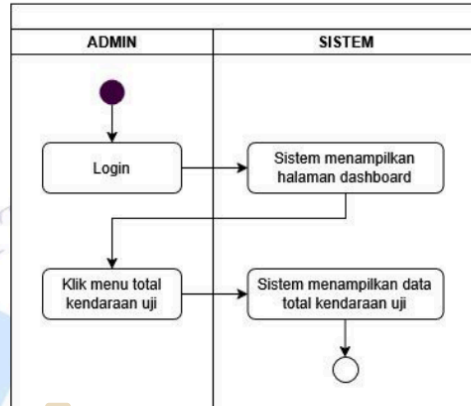 ADMIN
SISTEM
Login
Sistem menampilkan
halaman dashboard
Klik menu total
kendaraan uji
Sistem menampilkan data
total kendaraan uji